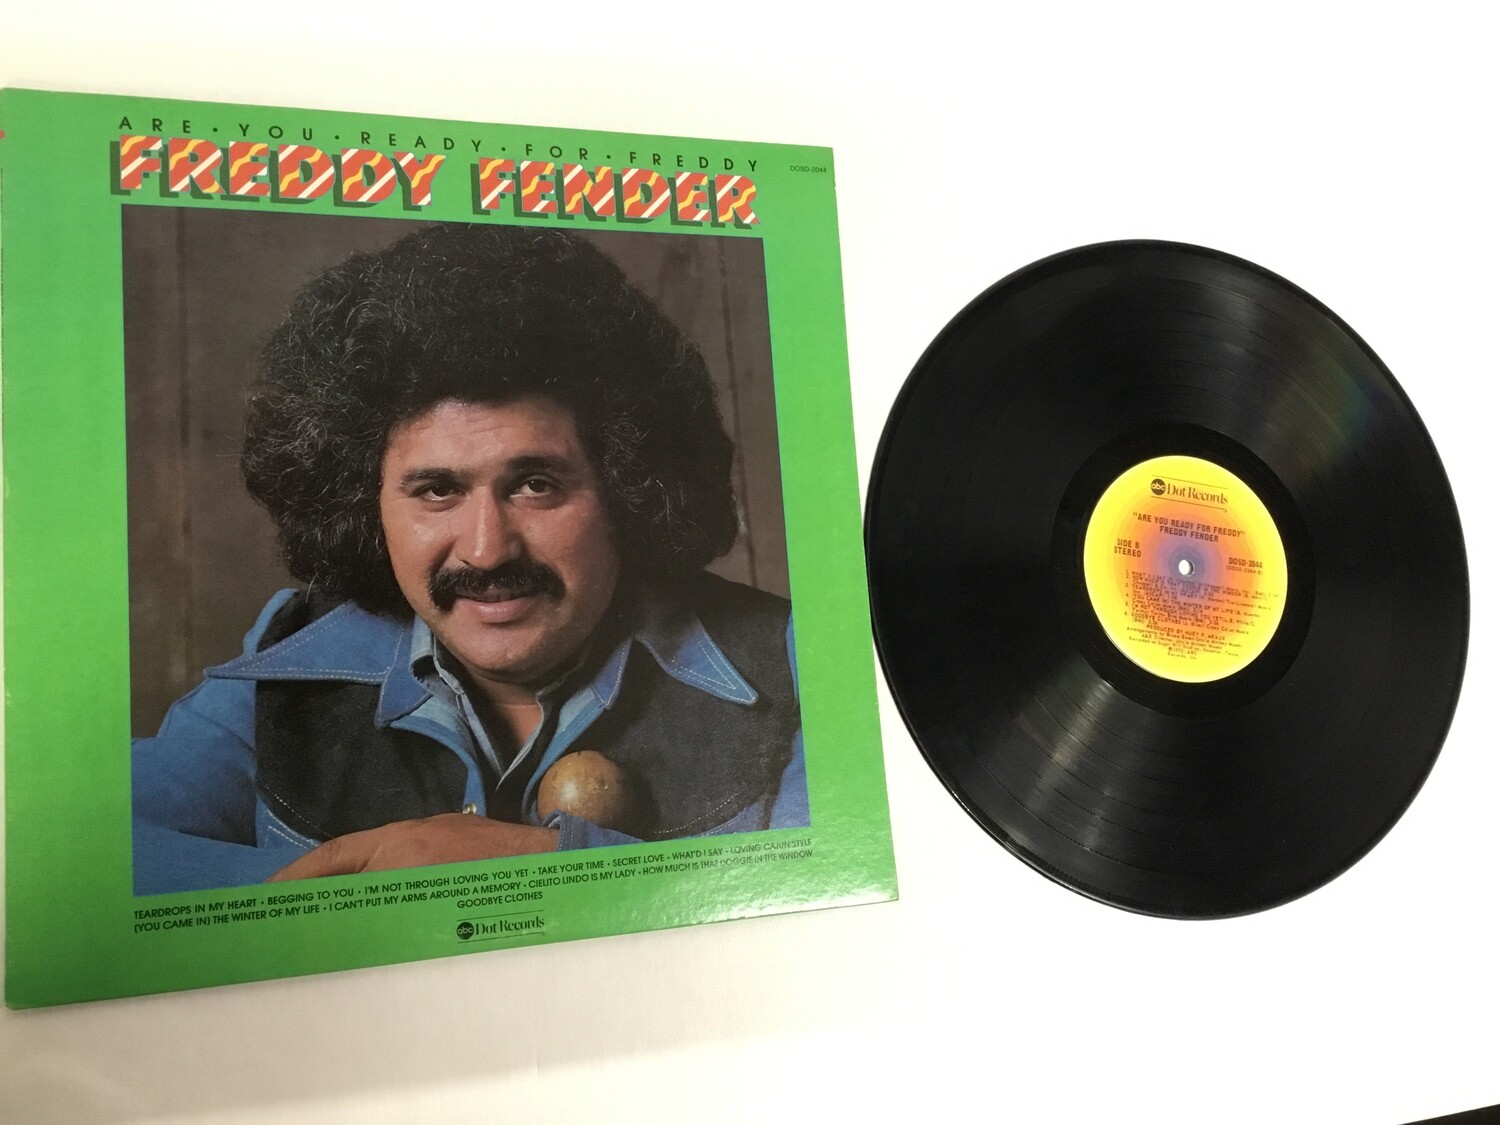 ARE • YOU • READY • FOR • FREDDY
FREDDY FENDER
DOSD-2044
TEARDROPS IN MY HEART • BEGGING TO YOU • I'M NOT THROUGH LOVING YOU YET • TAKE YOUR TIME • SECRET LOVE • WHAT'D I SAY • LOVING CAJUN STYLE
(YOU CAME IN) THE WINTER OF MY LIFE • I CAN'T PUT MY ARMS AROUND A MEMORY • CIELITO LINDO IS MY LADY • HOW MUCH IS THAT DOGGIE IN THE WINDOW
GOODBYE CLOTHES
abc Dot Records
abc Dot Records
"ARE YOU READY FOR FREDDY"
FREDDY FENDER
SIDE B
STEREO
DOSD-2044
PRODUCED BY HUEY P. MEAUX